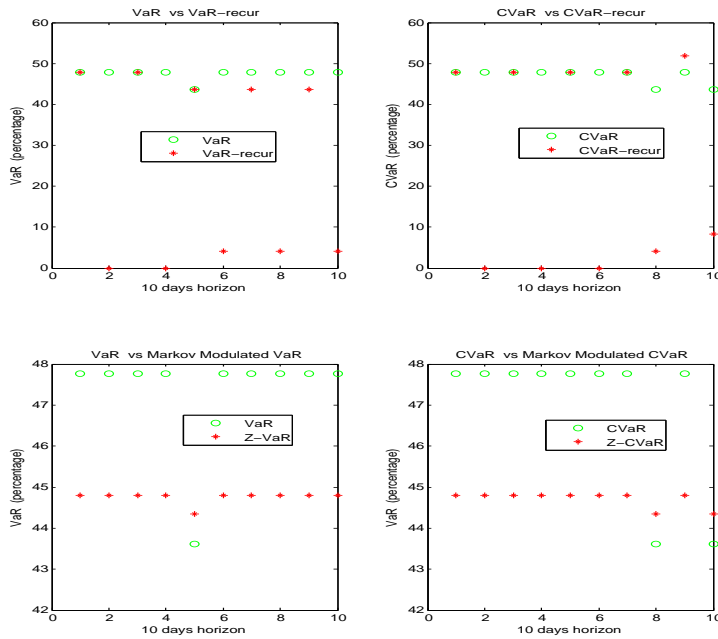 VaR vs VaR-recur
60
50
40
30
20
10
0
VaR (percentage)
VaR
VaR-recur
0 2 4 6 8 10
10 days horizon
CVaR vs CVaR-recur
60
50
40
30
20
10
0
CVaR (percentage)
CVaR
CVaR-recur
0 2 4 6 8 10
10 days horizon
VaR vs Markov Modulated VaR
48
47
46
45
44
43
42
VaR (percentage)
VaR
Z-VaR
0 2 4 6 8 10
10 days horizon
CVaR vs Markov Modulated CVaR
48
47
46
45
44
43
42
VaR (percentage)
CVaR
Z-CVaR
0 2 4 6 8 10
10 days horizon